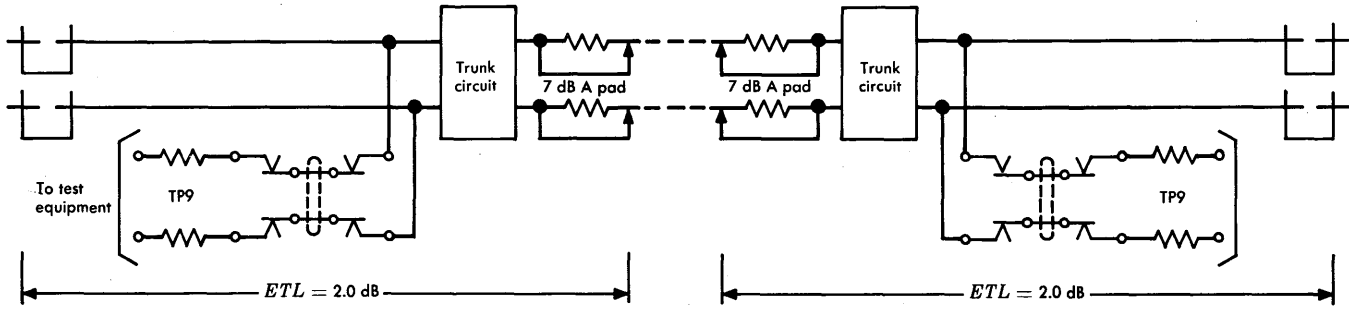 Trunk
circuit
7 dB A pad
7 dB A pad
Trunk
circuit
To test
equipment
TP9
TP9
ETL = 2.0 dB
ETL = 2.0 dB